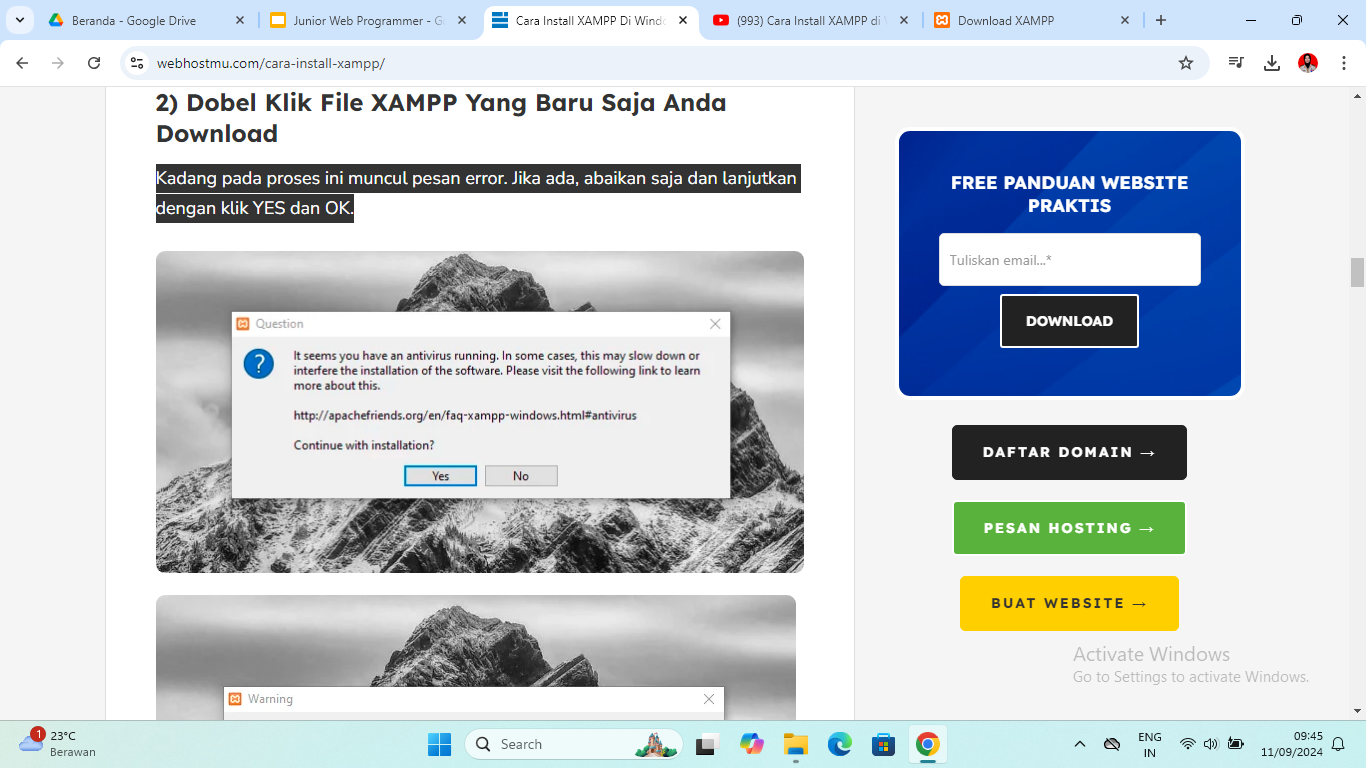 Beranda - Google Drive
Junior Web Programmer - G
Cara Install XAMPP Di Windo
(993) Cara Install XAMPP di
Download XAMPP
webhostmu.com/cara-install-xampp/
2) Dobel Klik File XAMPP Yang Baru Saja Anda
Download
Kadang pada proses ini muncul pesan error. Jika ada, abaikan saja dan lanjutkan
dengan klik YES dan OK.
Question
It seems you have an antivirus running. In some cases, this may slow down or
interfere the installation of the software. Please visit the following link to learn
more about this.
http://apachefriends.org/en/faq-xampp-windows.html#antivirus
Continue with installation?
Yes
No
Warning
FREE PANDUAN WEBSITE
PRAKTIS
Tuliskan email...*
DOWNLOAD
DAFTAR DOMAIN →
PESAN HOSTING →
BUAT WEBSITE →
Activate Windows
Go to Settings to activate Windows.
1
23°C
Berawan
Search
ENG
IN
09:45
11/09/2024